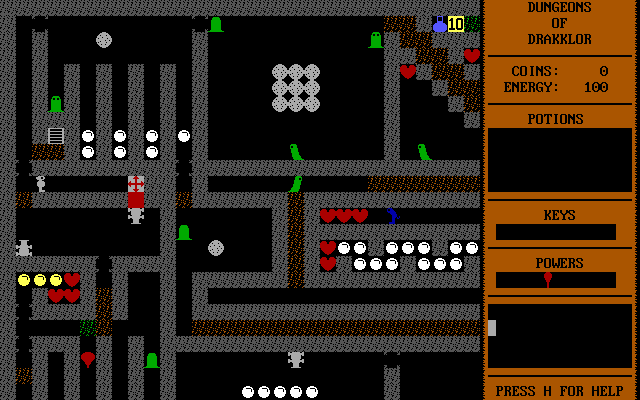 10
DUNGEONS
OF
DRAKKLOR
COINS: 0
ENERGY: 100
POTIONS
KEYS
POWERS
PRESS H FOR HELP